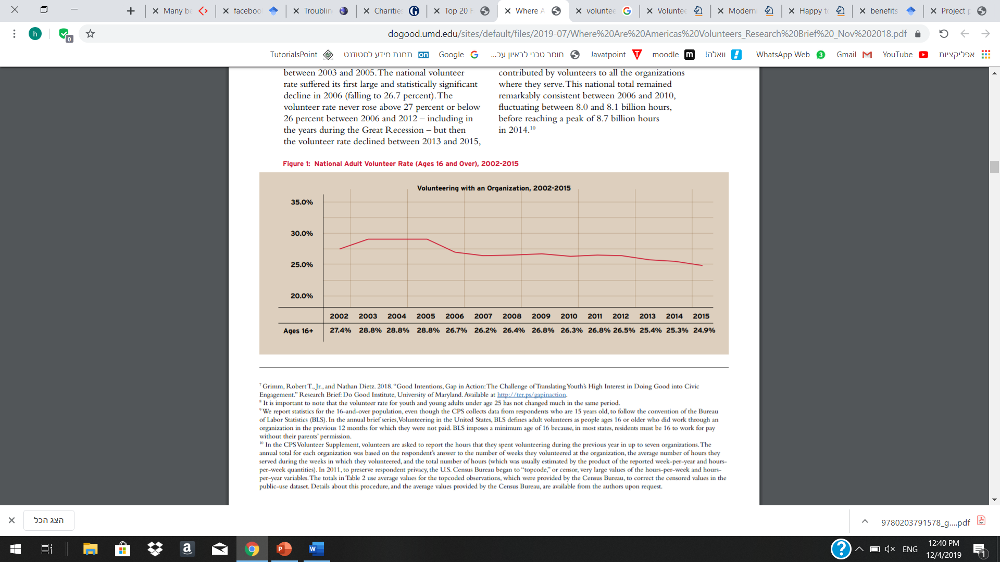 Many be
faceboo
Troublin
Charities
Top 20 F
Where A
voluntee
Voluntee
Moderni
Happy to
benefits
Project p
h
0
dogood.umd.edu/sites/default/files/2019-07/Where%20Are%20Americas%20Volunteers_Research%20Brief%20_Nov%202018.pdf
TutorialsPoint
תחנת מידע לסטודנט
on
Google
חומר טכני לראיון עב...
Javatpoint
T
moodle
m
וואלה!
WhatsApp Web
3
Gmail
YouTube
אפליקציות
between 2003 and 2005. The national volunteer
rate suffered its first large and statistically significant
decline in 2006 (falling to 26.7 percent). The
volunteer rate never rose above 27 percent or below
26 percent between 2006 and 2012 – including in
the years during the Great Recession – but then
the volunteer rate declined between 2013 and 2015,
contributed by volunteers to all the organizations
where they serve. This national total remained
remarkably consistent between 2006 and 2010,
fluctuating between 8.0 and 8.1 billion hours,
before reaching a peak of 8.7 billion hours
in 2014.¹⁰
Figure 1: National Adult Volunteer Rate (Ages 16 and Over), 2002-2015
Volunteering with an Organization, 2002-2015
35.0%
30.0%
25.0%
20.0%
2002 2003 2004 2005 2006 2007 2008 2009 2010 2011 2012 2013 2014 2015
Ages 16+ 27.4% 28.8% 28.8% 28.8% 26.7% 26.2% 26.4% 26.8% 26.3% 26.8% 26.5% 25.4% 25.3% 24.9%
⁷ Grimm, Robert T., Jr., and Nathan Dietz. 2018. “Good Intentions, Gap in Action: The Challenge of Translating Youth’s High Interest in Doing Good into Civic
Engagement.” Research Brief: Do Good Institute, University of Maryland. Available at http://ter.ps/gapinaction.
⁸ It is important to note that the volunteer rate for youth and young adults under age 25 has not changed much in the same period.
⁹ We report statistics for the 16-and-over population, even though the CPS collects data from respondents who are 15 years old, to follow the convention of the Bureau
of Labor Statistics (BLS). In the annual brief series, Volunteering in the United States, BLS defines adult volunteers as people ages 16 or older who did work through an
organization in the previous 12 months for which they were not paid. BLS imposes a minimum age of 16 because, in most states, residents must be 16 to work for pay
without their parents’ permission.
¹⁰ In the CPS Volunteer Supplement, volunteers are asked to report the hours that they spent volunteering during the previous year in up to seven organizations. The
annual total for each organization was based on the respondent’s answer to the number of weeks they volunteered at the organization, the average number of hours they
served during the weeks in which they volunteered, and the total number of hours (which was usually estimated by the product of the reported week-per-year and hours-
per-week quantities). In 2011, to preserve respondent privacy, the U.S. Census Bureau began to “topcode,” or censor, very large values of the hours-per-week and hours-
per-year variables. The totals in Table 2 use average values for the topcoded observations, which were provided by the Census Bureau, to correct the censored values in the
public-use dataset. Details about this procedure, and the average values provided by the Census Bureau, are available from the authors upon request.
הצג הכל
9780203791578_g....pdf
ENG
12:40 PM
12/4/2019
1